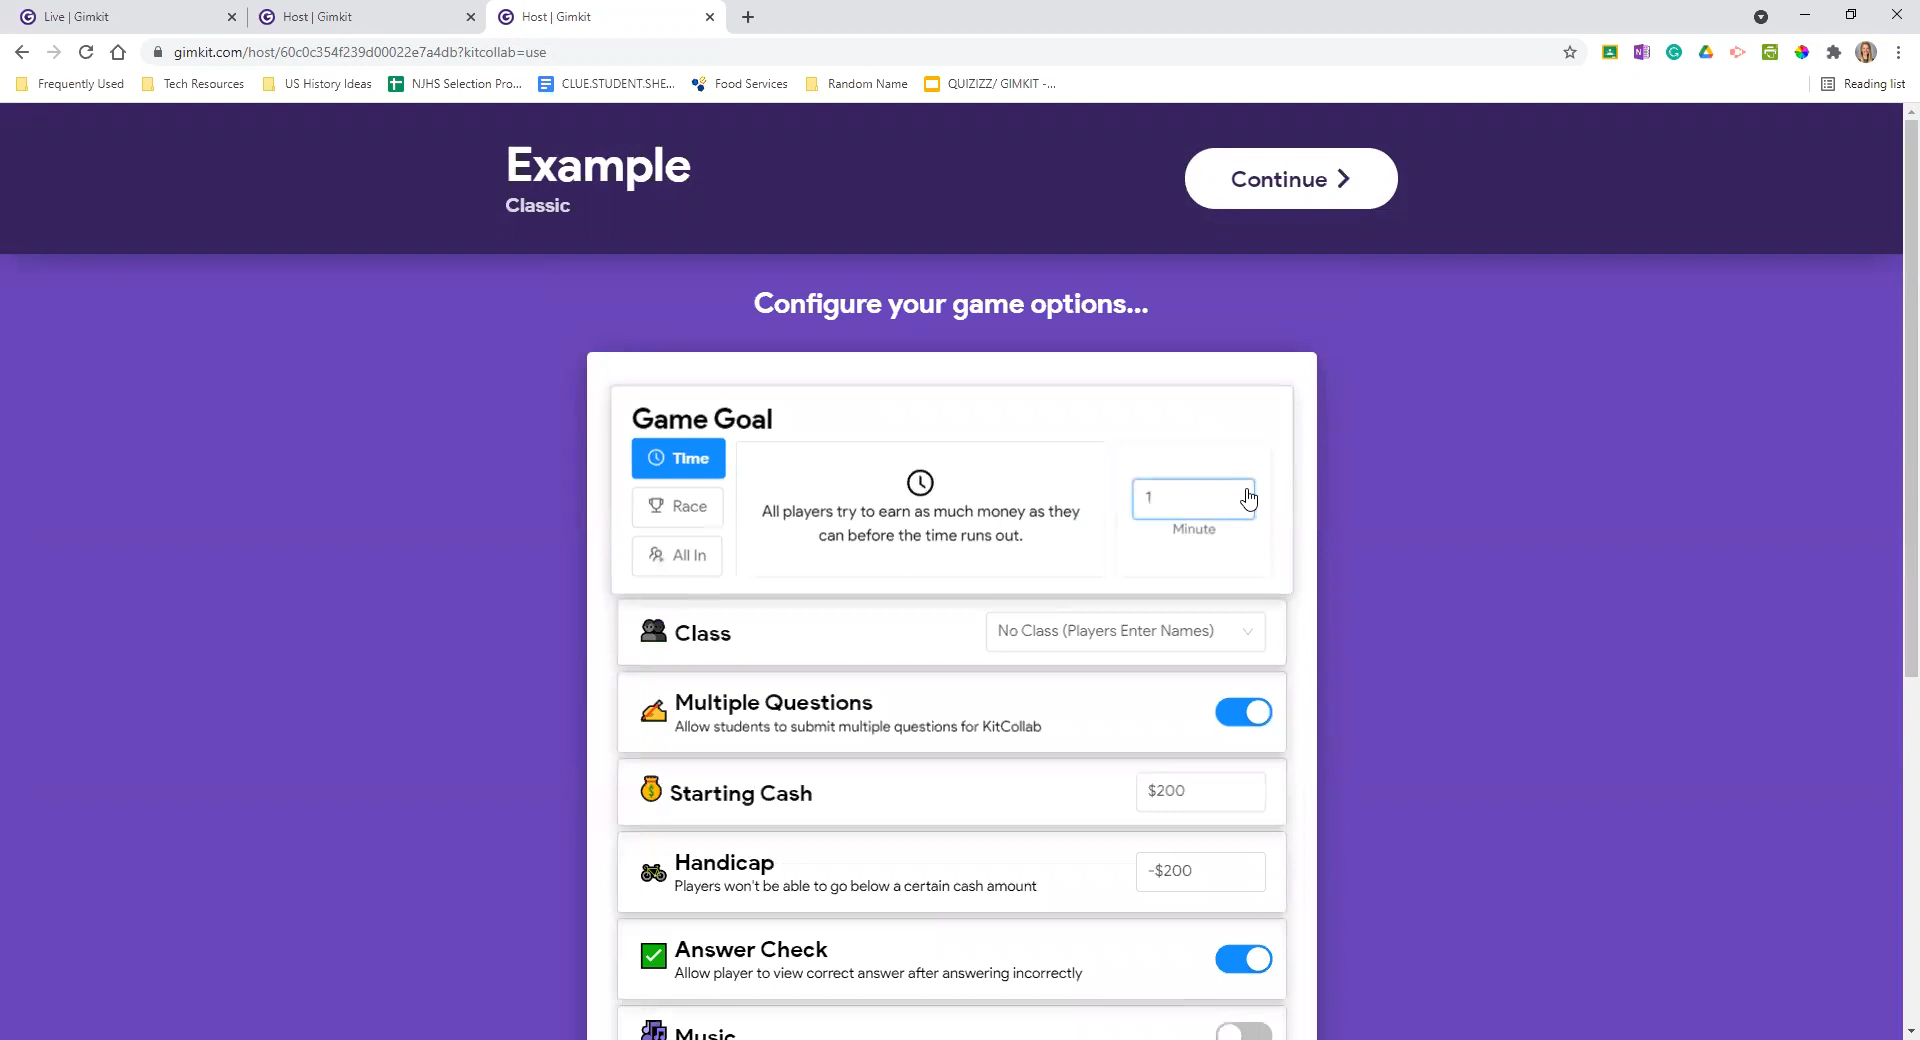 Live | Gimkit
Host | Gimkit
Host | Gimkit
gimkit.com/host/60c0c354f239d00022e7a4db?kitcollab=use
Frequently Used
Tech Resources
US History Ideas
NJHS Selection Pro...
CLUE.STUDENT.SHE...
Food Services
Random Name
QUIZIZZ/ GIMKIT -...
Reading list
Example
Classic
Continue
Configure your game options...
Game Goal
Time
Race
All In
All players try to earn as much money as they
can before the time runs out.
1
Minute
Class
No Class (Players Enter Names)
Multiple Questions
Allow students to submit multiple questions for KitCollab
Starting Cash
$200
Handicap
Players won't be able to go below a certain cash amount
-$200
Answer Check
Allow player to view correct answer after answering incorrectly
Music